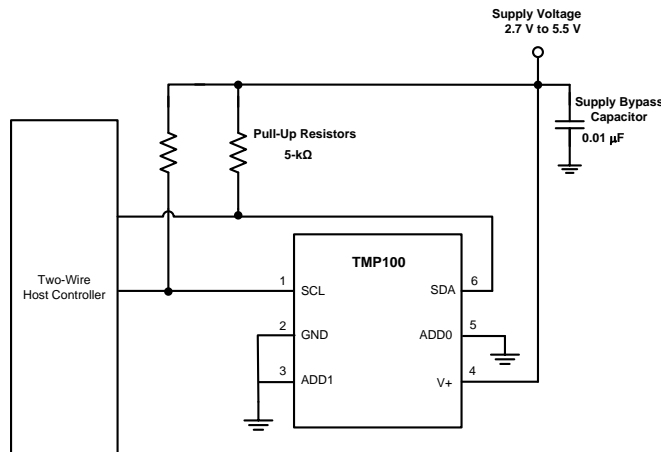 Supply Voltage
2.7 V to 5.5 V
Supply Bypass
Capacitor
0.01 µF
Pull-Up Resistors
5-kΩ
Two-Wire
Host Controller
TMP100
1
SCL
SDA
6
2
GND
ADD0
5
3
ADD1
V+
4